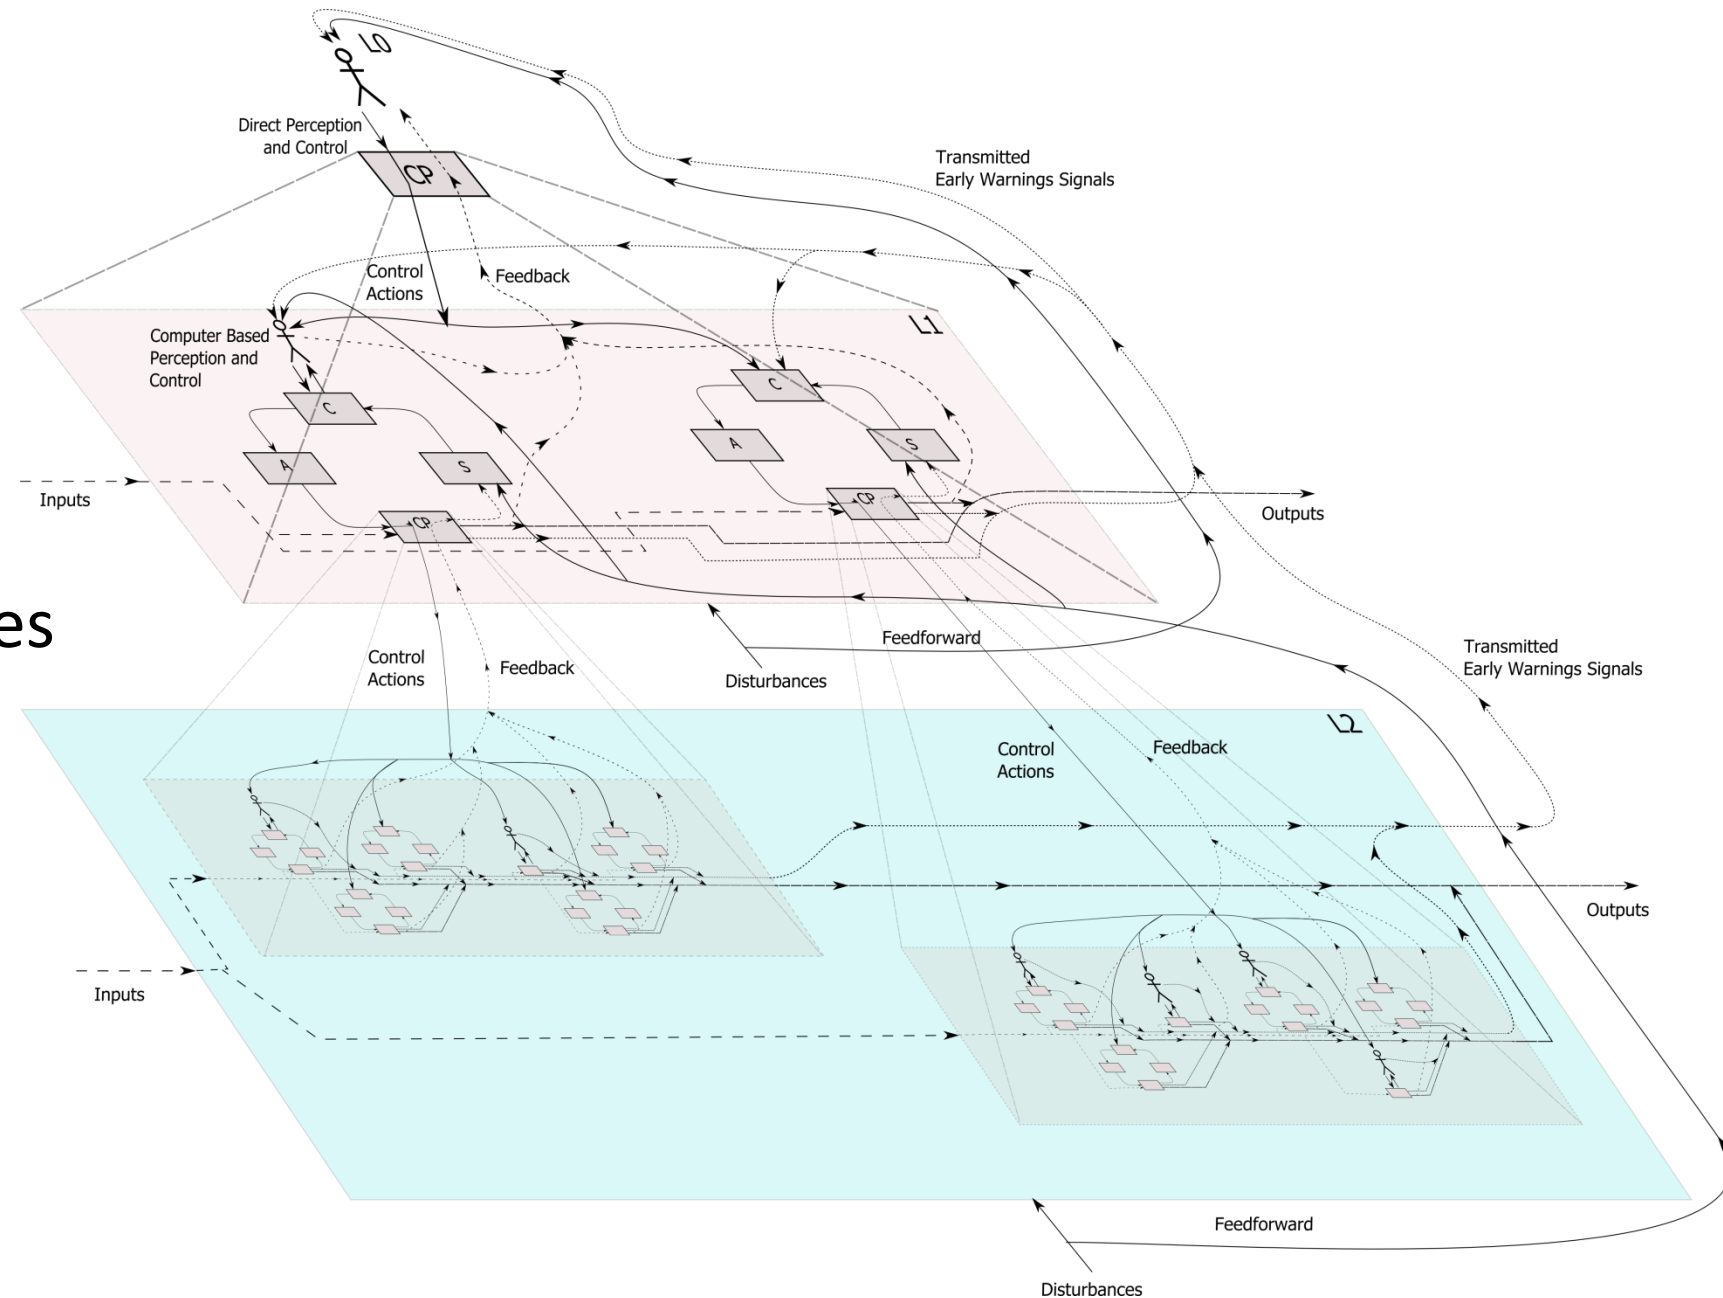 L0
Direct Perception
and Control
CP
Transmitted
Early Warnings Signals
Control
Actions
Feedback
L1
Computer Based
Perception and
Control
C
C
A
S
A
S
Inputs
CP
CP
Outputs
es
Feedforward
Disturbances
Control
Actions
Feedback
Transmitted
Early Warnings Signals
L2
Control
Actions
Feedback
Outputs
Inputs
Feedforward
Disturbances